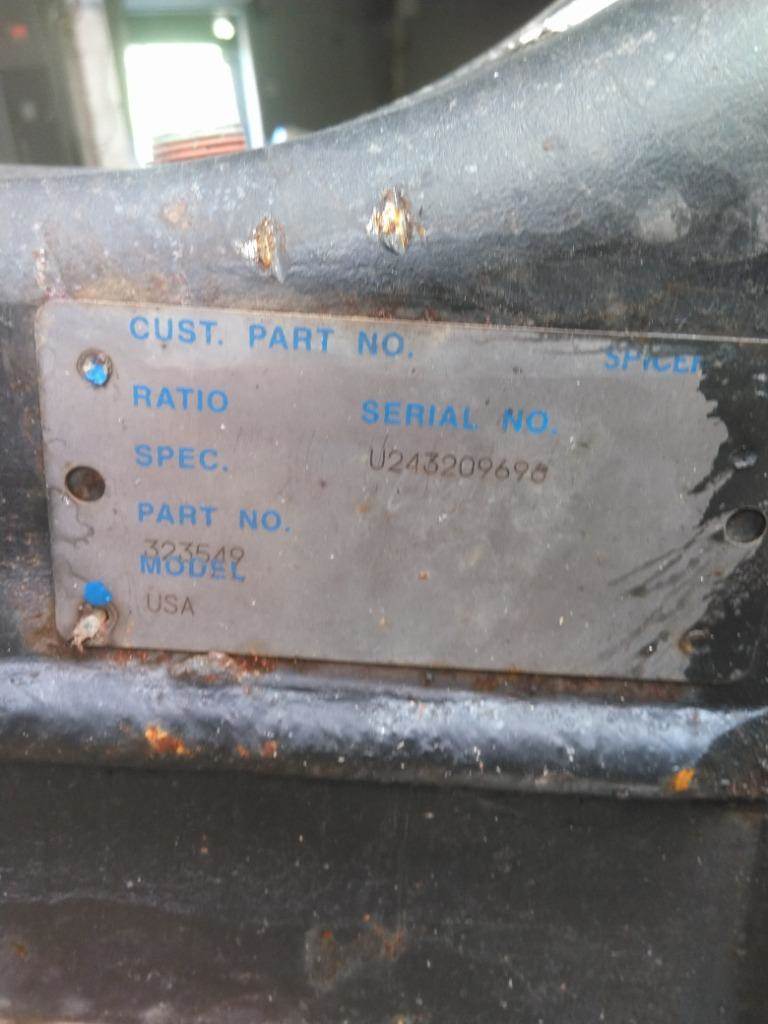 CUST. PART NO.
SPICER
RATIO
SERIAL NO.
SPEC.
U243209698
PART NO.
323549
MODEL
USA